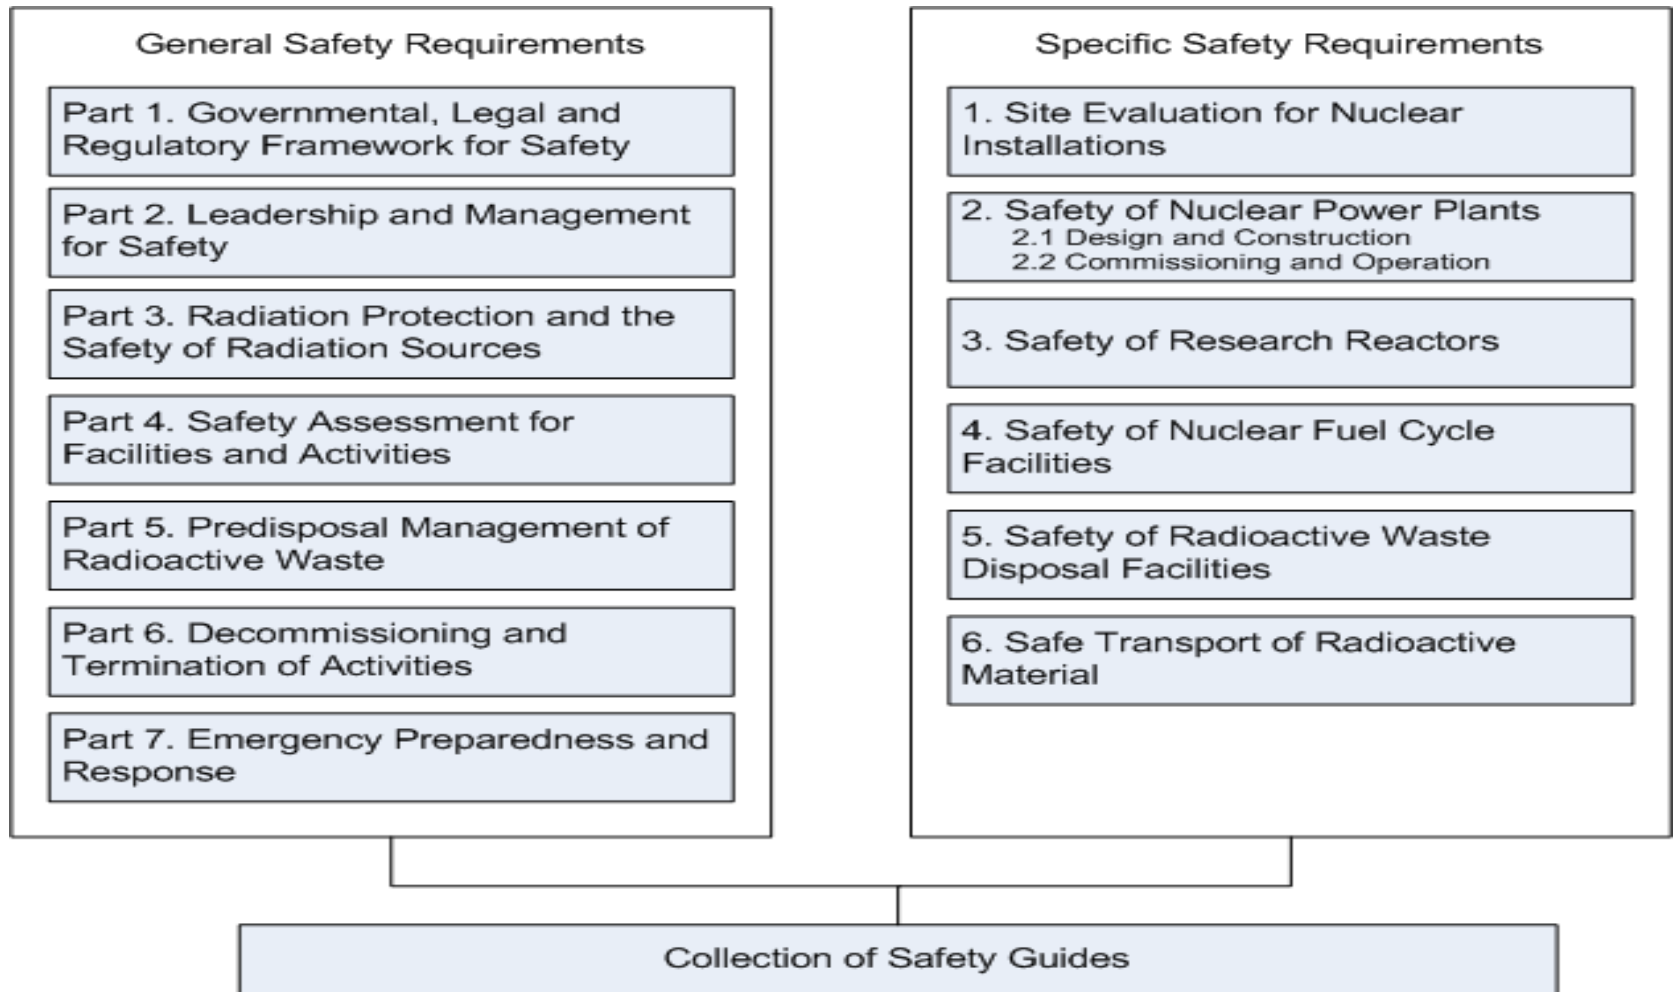 General Safety Requirements
Part 1. Governmental, Legal and
Regulatory Framework for Safety
Part 2. Leadership and Management
for Safety
Part 3. Radiation Protection and the
Safety of Radiation Sources
Part 4. Safety Assessment for
Facilities and Activities
Part 5. Predisposal Management of
Radioactive Waste
Part 6. Decommissioning and
Termination of Activities
Part 7. Emergency Preparedness and
Response
Specific Safety Requirements
1. Site Evaluation for Nuclear
Installations
2. Safety of Nuclear Power Plants
2.1 Design and Construction
2.2 Commissioning and Operation
3. Safety of Research Reactors
4. Safety of Nuclear Fuel Cycle
Facilities
5. Safety of Radioactive Waste
Disposal Facilities
6. Safe Transport of Radioactive
Material
Collection of Safety Guides